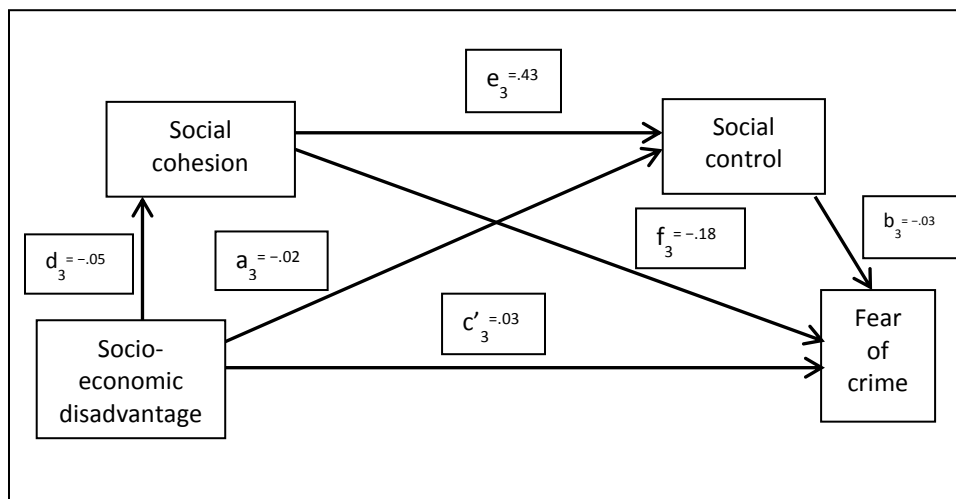 e3 =.43
Social
cohesion
Social
control
d3 = –.05
a3 = –.02
f3 = –.18
b3 = –.03
c’3 =.03
Socio-
economic
disadvantage
Fear
of
crime